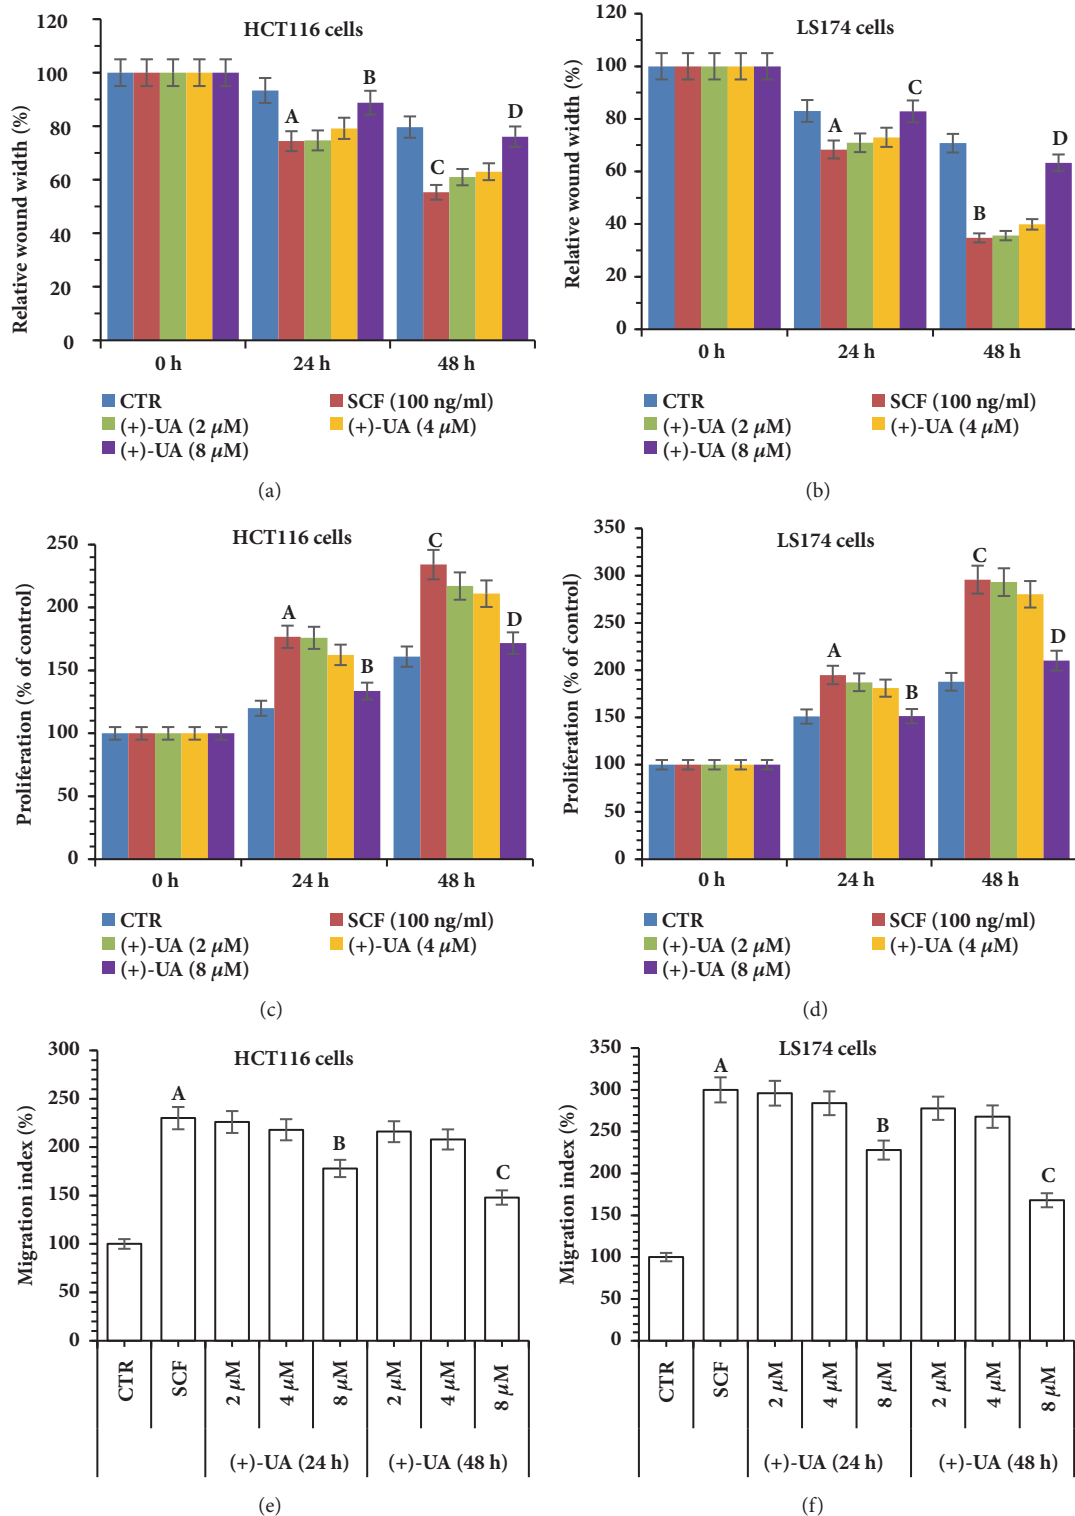 HCT116 cells
Relative wound width (%)
120
100
80
60
40
20
0
A
B
C
D
0 h
24 h
48 h
CTR
SCF (100 ng/ml)
(+)-UA (2 µM)
(+)-UA (4 µM)
(+)-UA (8 µM)
(a)
LS174 cells
Relative wound width (%)
120
100
80
60
40
20
0
A
C
B
D
0 h
24 h
48 h
CTR
SCF (100 ng/ml)
(+)-UA (2 µM)
(+)-UA (4 µM)
(+)-UA (8 µM)
(b)
HCT116 cells
Proliferation (% of control)
250
200
150
100
50
0
A
B
C
D
0 h
24 h
48 h
CTR
SCF (100 ng/ml)
(+)-UA (2 µM)
(+)-UA (4 µM)
(+)-UA (8 µM)
(c)
LS174 cells
Proliferation (% of control)
350
300
250
200
150
100
50
0
A
B
C
D
0 h
24 h
48 h
CTR
SCF (100 ng/ml)
(+)-UA (2 µM)
(+)-UA (4 µM)
(+)-UA (8 µM)
(d)
HCT116 cells
Migration index (%)
300
250
200
150
100
50
0
A
B
C
CTR
SCF
2 µM
4 µM
8 µM
2 µM
4 µM
8 µM
(+)-UA (24 h)
(+)-UA (48 h)
(e)
LS174 cells
Migration index (%)
350
300
250
200
150
100
50
0
A
B
C
CTR
SCF
2 µM
4 µM
8 µM
2 µM
4 µM
8 µM
(+)-UA (24 h)
(+)-UA (48 h)
(f)